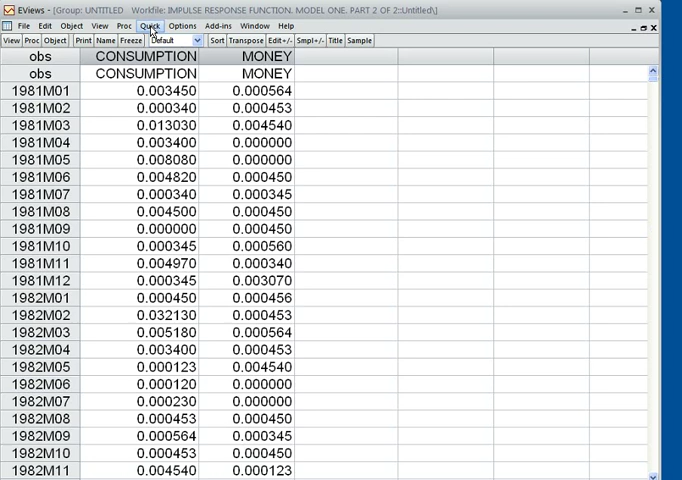 EViews - [Group: UNTITLED   Workfile: IMPULSE RESPONSE FUNCTION. MODEL ONE. PART 2 OF 2::Untitled\]
File Edit Object View Proc Quick Options Add-ins Window Help
View Proc Object Print Name Freeze Default Sort Transpose Edit+/- Smpl+/- Title Sample
obs CONSUMPTION MONEY
obs CONSUMPTION MONEY
1981M01 0.003450 0.000564
1981M02 0.000340 0.000453
1981M03 0.013030 0.004540
1981M04 0.003400 0.000000
1981M05 0.008080 0.000000
1981M06 0.004820 0.000450
1981M07 0.000340 0.000345
1981M08 0.004500 0.000450
1981M09 0.000000 0.000450
1981M10 0.000345 0.000560
1981M11 0.004970 0.000340
1981M12 0.000345 0.003070
1982M01 0.000450 0.000456
1982M02 0.032130 0.000453
1982M03 0.005180 0.000564
1982M04 0.003400 0.000453
1982M05 0.000123 0.004540
1982M06 0.000120 0.000000
1982M07 0.000230 0.000000
1982M08 0.000453 0.000450
1982M09 0.000564 0.000345
1982M10 0.000453 0.000450
1982M11 0.004540 0.000123